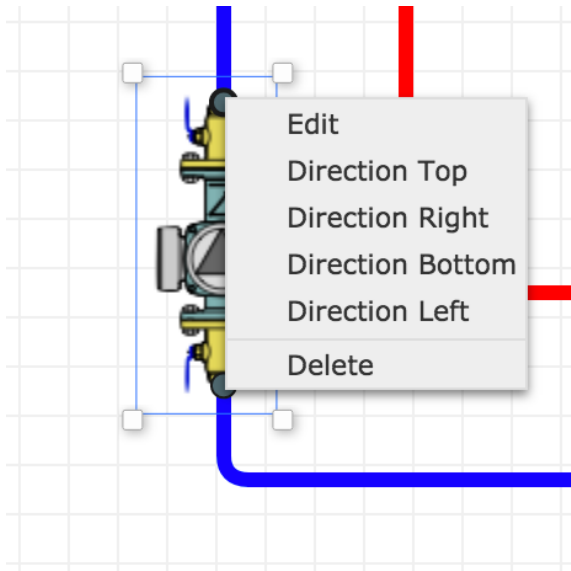 Edit
Direction Top
Direction Right
Direction Bottom
Direction Left
Delete